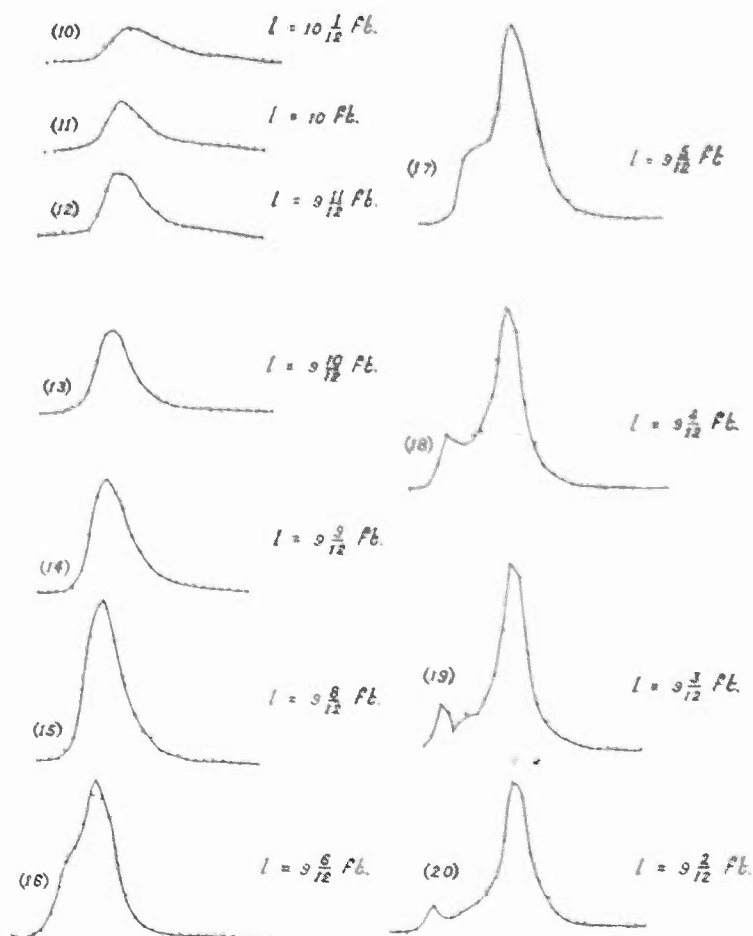 (10) l = 10 1/12 Ft.
(11) l = 10 Ft.
(12) l = 9 11/12 Ft.
(13) l = 9 10/12 Ft.
(14) l = 9 9/12 Ft.
(15) l = 9 8/12 Ft.
(16) l = 9 6/12 Ft.
(17) l = 9 5/12 Ft
(18) l = 9 4/12 Ft.
(19) l = 9 3/12 Ft.
(20) l = 9 2/12 Ft.